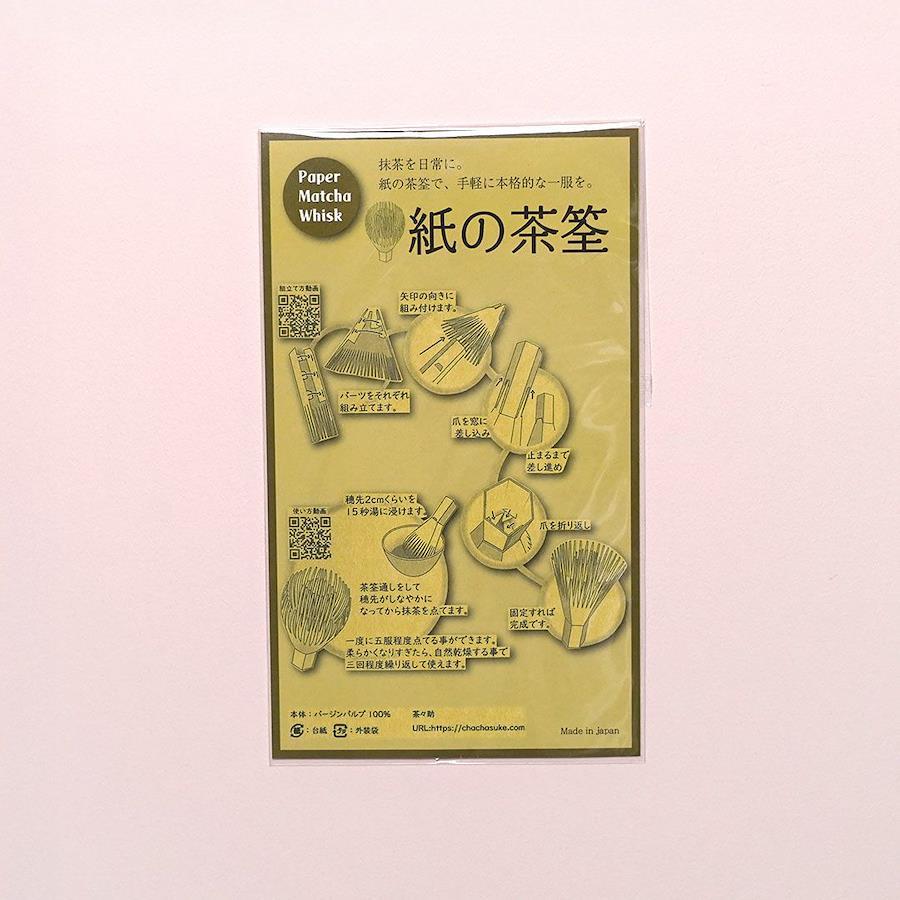 Paper
Matcha
Whisk
抹茶を日常に。
紙の茶筌で、手軽に本格的な一服を。
紙の茶筌
組立て方動画
パーツをそれぞれ
組み立てます。
矢印の向きに
組み付けます。
爪を窓に
差し込み
止まるまで
差し進め
爪を折り返し
固定すれば
完成です。
使い方動画
穂先2cmくらいを
15秒湯に浸けます。
茶筌通しをして
穂先がしなやかに
なってから抹茶を点てます。
一度に五服程度点てる事ができます。
柔らかくなりすぎたら、自然乾燥する事で
三回程度繰り返して使えます。
本体:バージンパルプ100% 茶々助
紙:台紙 プラ:外装袋 URL:https://chachasuke.com
Made in japan